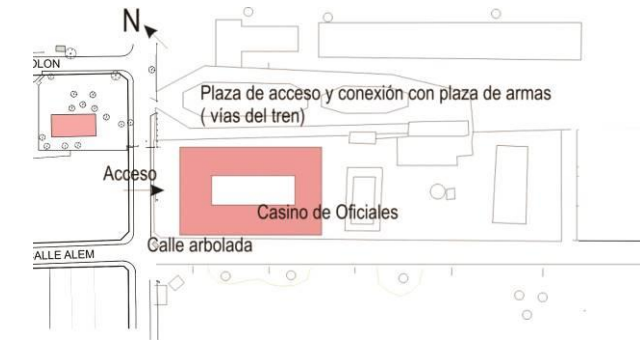 N
OLON
Plaza de acceso y conexión con plaza de armas
( vías del tren)
Acceso
Casino de Oficiales
Calle arbolada
ALLE ALEM